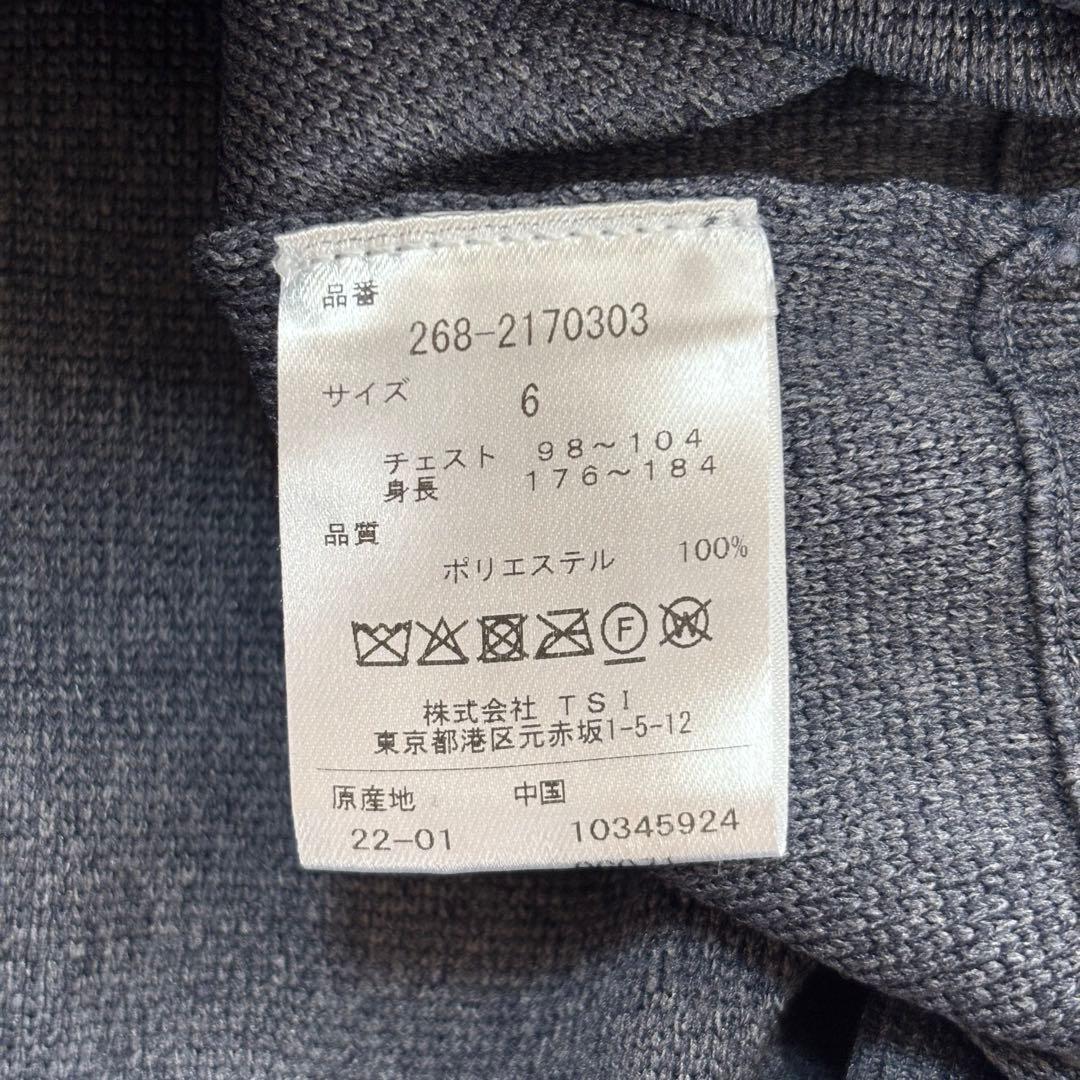 品番
268-2170303
サイズ 6
チェスト 98～104
身長 176～184
品質
ポリエステル 100%
F W
株式会社 TSI
東京都港区元赤坂1-5-12
原産地 中国
22-01 10345924